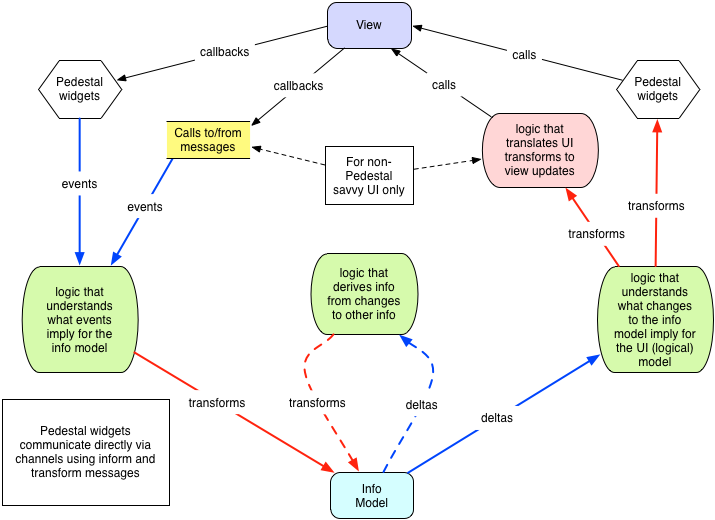 View
callbacks
calls
Pedestal
widgets
callbacks
calls
Pedestal
widgets
Calls to/from
messages
logic that
translates UI
transforms to
view updates
For non-
Pedestal
savvy UI only
events
events
transforms
transforms
logic that
understands
what events
imply for the
info model
logic that
derives info
from changes
to other info
logic that
understands
what changes
to the info
model imply for
the UI (logical)
model
transforms
transforms
deltas
deltas
Pedestal widgets
communicate directly via
channels using inform and
transform messages
Info
Model